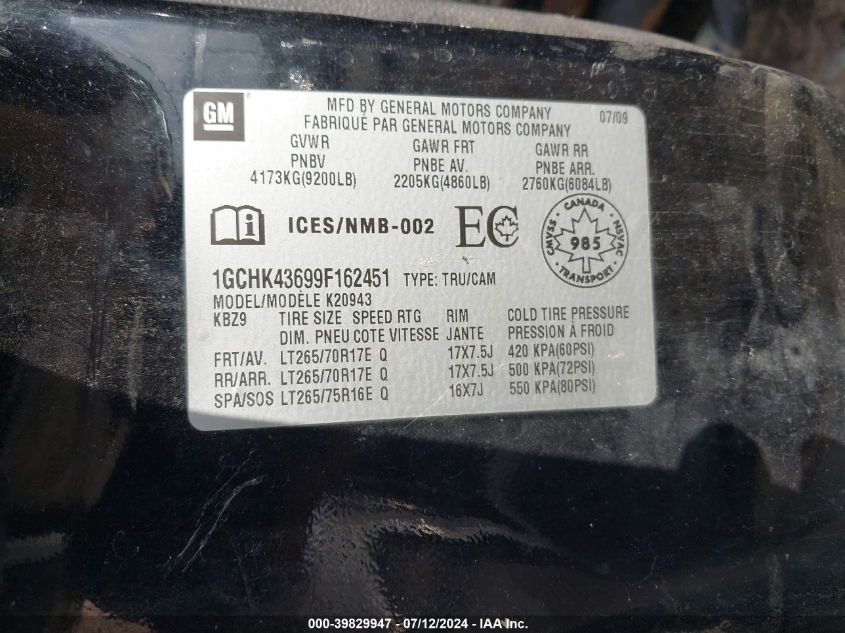 GM
MFD BY GENERAL MOTORS COMPANY 07/09
FABRIQUÉ PAR GENERAL MOTORS COMPANY
GVWR GAWR FRT GAWR RR
PNBV PNBE AV. PNBE ARR.
4173KG(9200LB) 2205KG(4860LB) 2760KG(6084LB)
i ICES/NMB-002 EC CANADA CMVSS 985 NSVAC TRANSPORT
1GCHK43699F162451 TYPE: TRU/CAM
MODEL/MODÈLE K20943
KBZ9 TIRE SIZE SPEED RTG RIM COLD TIRE PRESSURE
DIM. PNEU COTE VITESSE JANTE PRESSION À FROID
FRT/AV. LT265/70R17E Q 17X7.5J 420 KPA(60PSI)
RR/ARR. LT265/70R17E Q 17X7.5J 500 KPA(72PSI)
SPA/SOS LT265/75R16E Q 16X7J 550 KPA(80PSI)
000-39829947 - 07/12/2024 - IAAI, Inc.